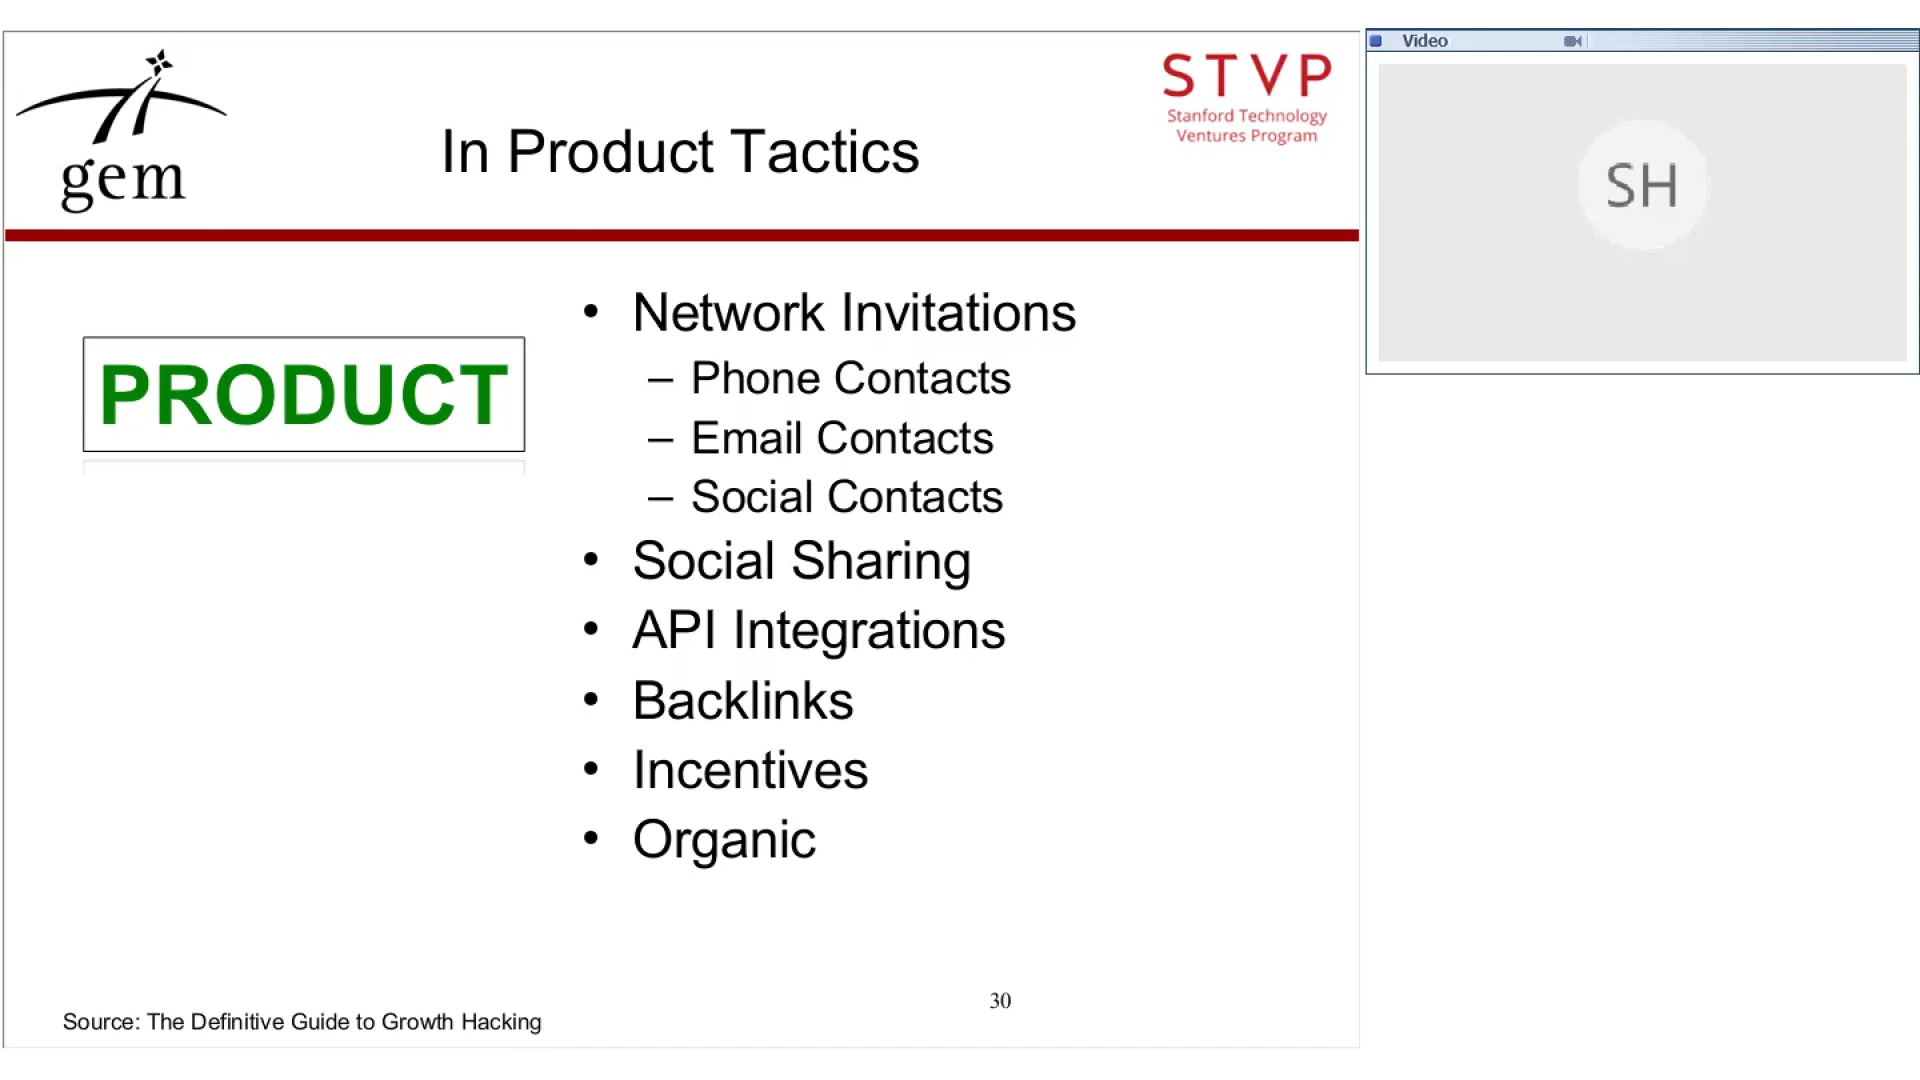 gem
In Product Tactics
STVP
Stanford Technology
Ventures Program
PRODUCT
• Network Invitations
– Phone Contacts
– Email Contacts
– Social Contacts
• Social Sharing
• API Integrations
• Backlinks
• Incentives
• Organic
30
Source: The Definitive Guide to Growth Hacking
Video
SH